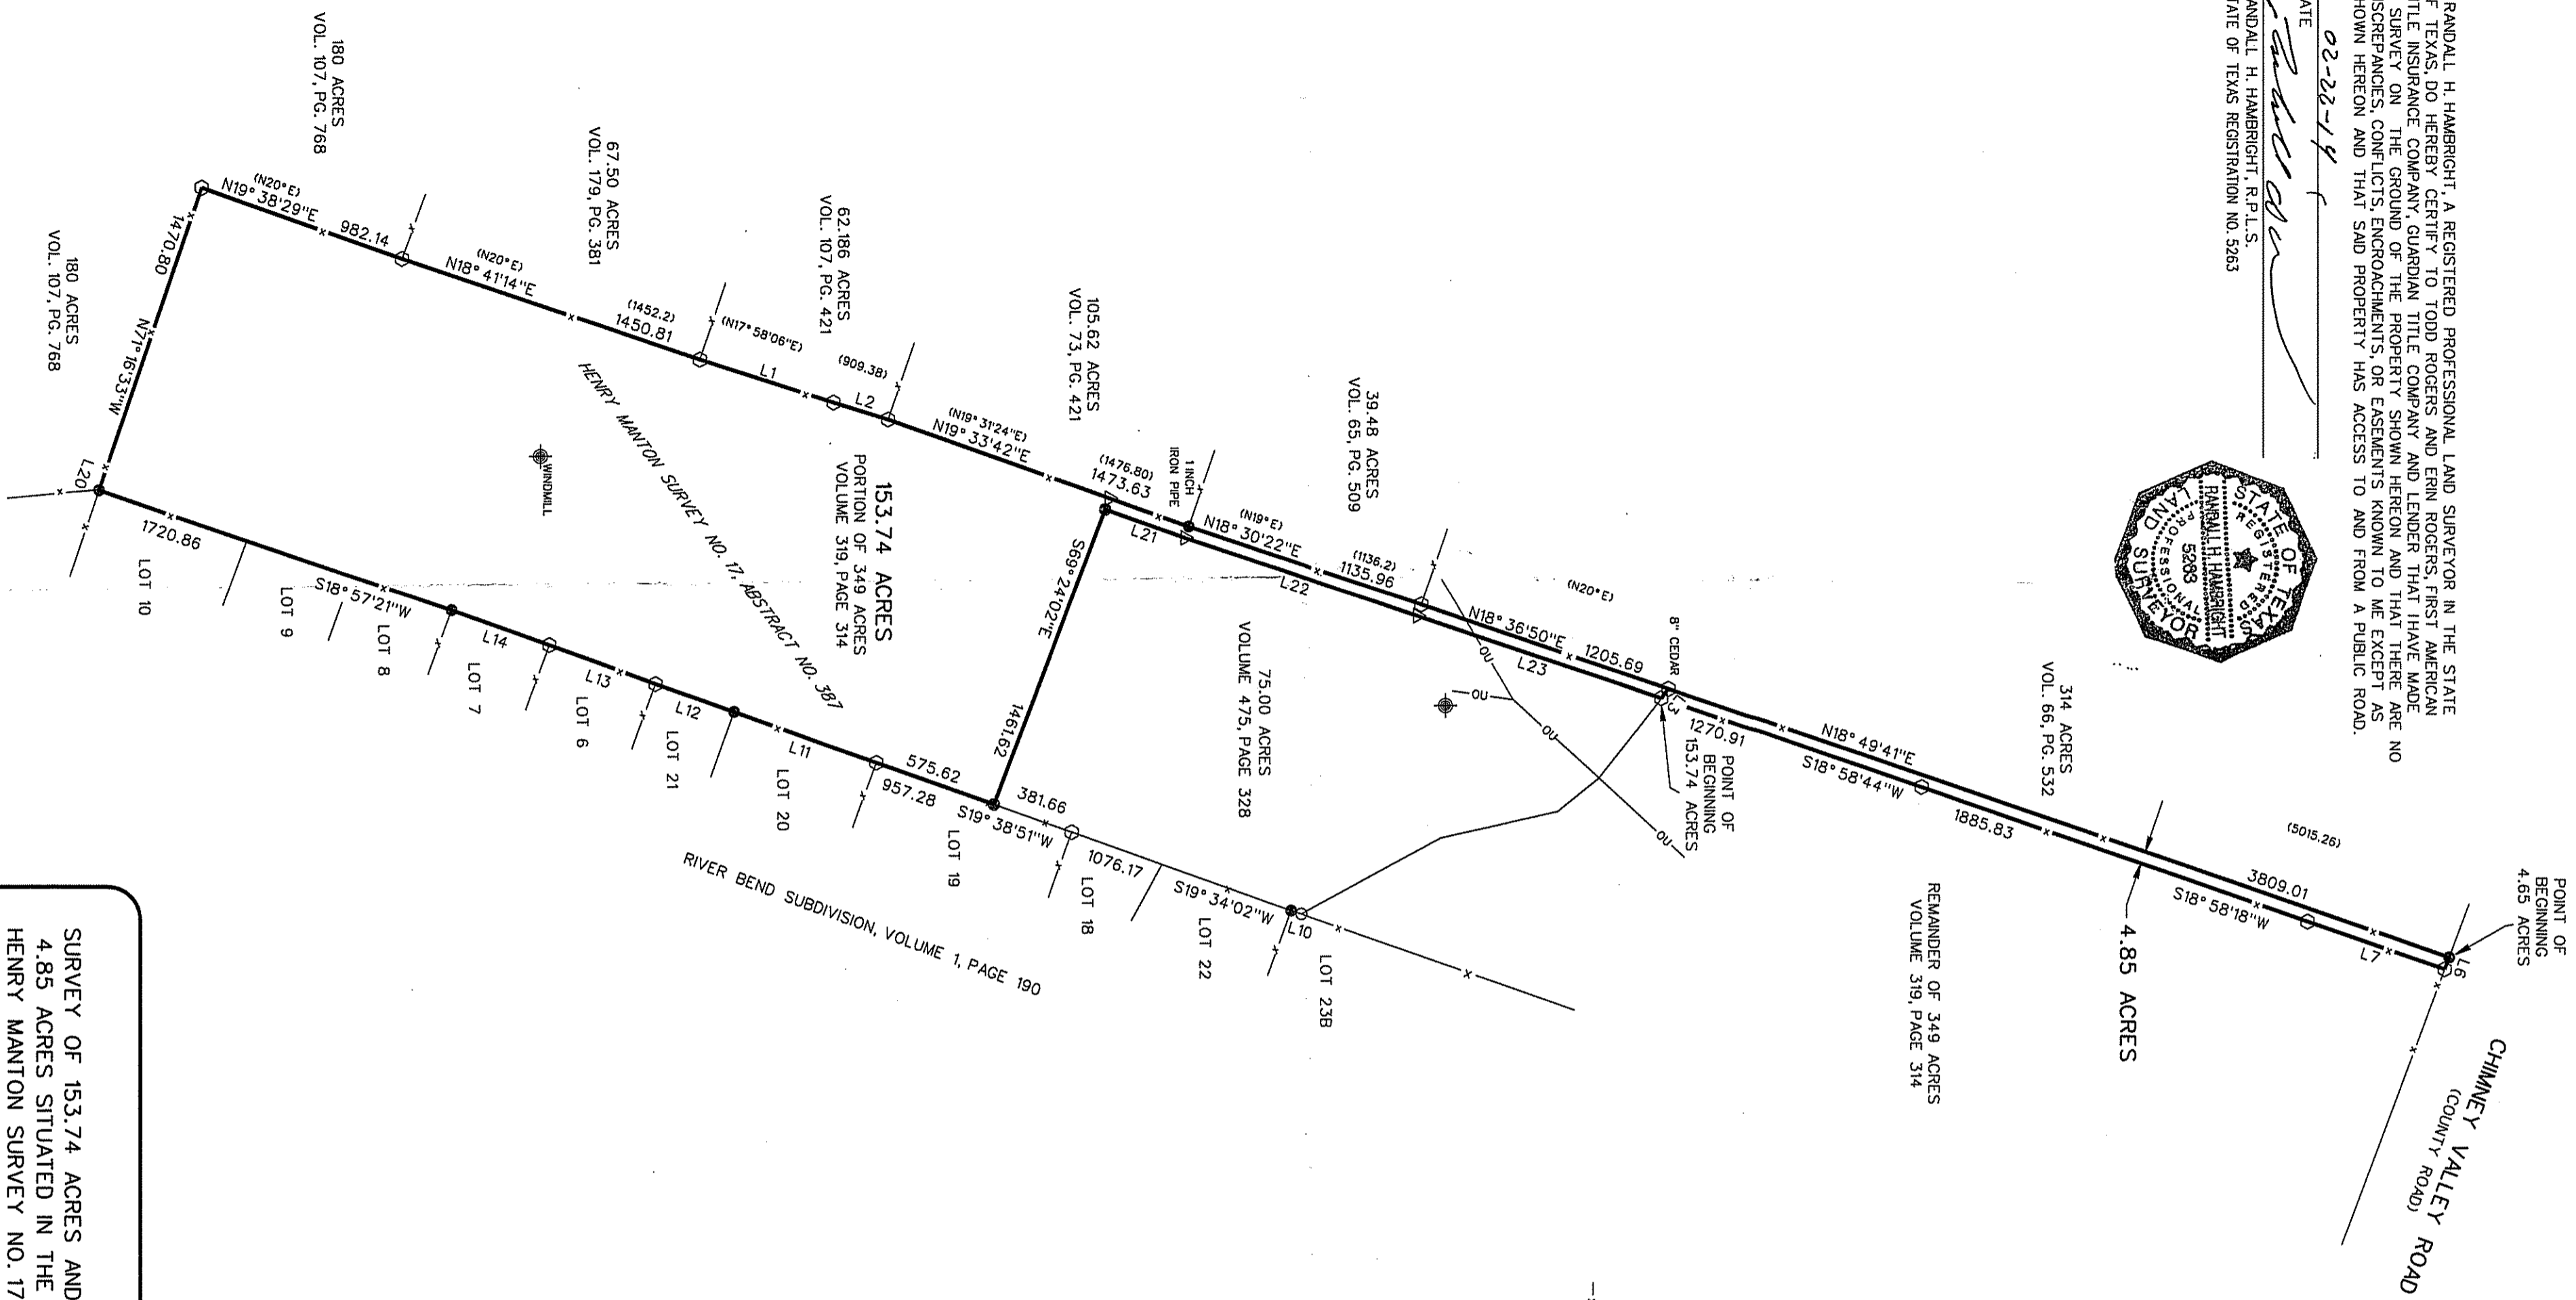 RANDALL H. HAMBRIGHT, A REGISTERED PROFESSIONAL LAND SURVEYOR IN THE STATE
F TEXAS, DO HEREBY CERTIFY TO TODD ROGERS AND ERIN ROGERS, FIRST AMERICAN
TLE INSURANCE COMPANY, GUARDIAN TITLE COMPANY AND LENDER THAT I HAVE MADE
SURVEY ON THE GROUND OF THE PROPERTY SHOWN HEREON AND THAT THERE ARE NO
ISCREPANCIES, CONFLICTS, ENCROACHMENTS, OR EASEMENTS KNOWN TO ME EXCEPT AS
HOWN HEREON AND THAT SAID PROPERTY HAS ACCESS TO AND FROM A PUBLIC ROAD.
ATE 02-22-14
ANDALL H. HAMBRIGHT, R.P.L.S.
TATE OF TEXAS REGISTRATION NO. 5263
STATE OF TEXAS
REGISTERED
RANDALL H. HAMBRIGHT
5263
PROFESSIONAL
LAND SURVEYOR
POINT OF
BEGINNING
4.65 ACRES
CHIMNEY VALLEY ROAD
(COUNTY ROAD)
L6
L7
(5015.26)
3809.01
S18°58'18"W
4.85 ACRES
314 ACRES
VOL. 66, PG. 532
N18°49'41"E
1885.83
S18°58'44"W
REMAINDER OF 349 ACRES
VOLUME 319, PAGE 314
1270.91
L3
POINT OF
BEGINNING
153.74 ACRES
8" CEDAR
(N20°E)
N18°36'50"E
1205.69
L23
OU
OU
OU
OU
39.48 ACRES
VOL. 65, PG. 509
(N19°E)
N18°30'22"E
(1136.2)
1135.96
L22
75.00 ACRES
VOLUME 475, PAGE 328
1 INCH
IRON PIPE
L21
105.62 ACRES
VOL. 73, PG. 421
(N19°31'24"E)
N19°33'42"E
(1476.80)
1473.63
S69°24'02"E
1461.62
62.186 ACRES
VOL. 107, PG. 421
(N17°58'06"E)
(909.38)
L1
L2
153.74 ACRES
PORTION OF 349 ACRES
VOLUME 319, PAGE 314
HENRY MANTON SURVEY NO. 17, ABSTRACT NO. 387
67.50 ACRES
VOL. 179, PG. 381
(N20°E)
N18°41'14"E
(1452.2)
1450.81
WINDMILL
180 ACRES
VOL. 107, PG. 768
(N20°E)
N19°38'29"E
982.14
1470.80
N71°16'33"W
180 ACRES
VOL. 107, PG. 768
L20
1720.86
S18°57'21"W
LOT 10
LOT 9
LOT 8
L14
LOT 7
L13
LOT 6
L12
LOT 21
L11
LOT 20
575.62
957.28
S19°38'51"W
381.66
LOT 19
1076.17
LOT 18
S19°34'02"W
LOT 22
L10
LOT 23B
RIVER BEND SUBDIVISION, VOLUME 1, PAGE 190
SURVEY OF 153.74 ACRES AND
4.85 ACRES SITUATED IN THE
HENRY MANTON SURVEY NO. 17